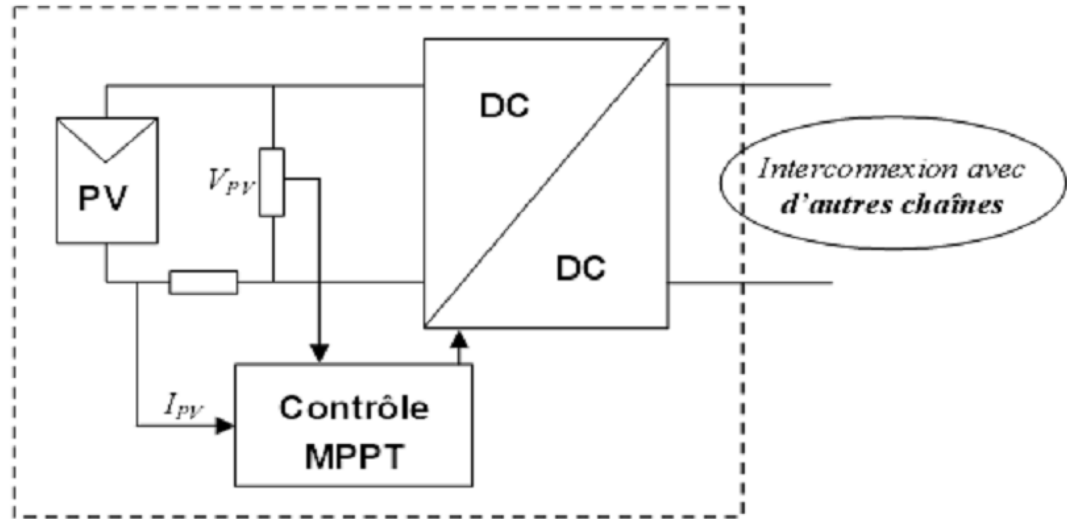 DC
PV
V_PV
Interconnexion avec
d'autres chaînes
DC
I_PV
Contrôle
MPPT